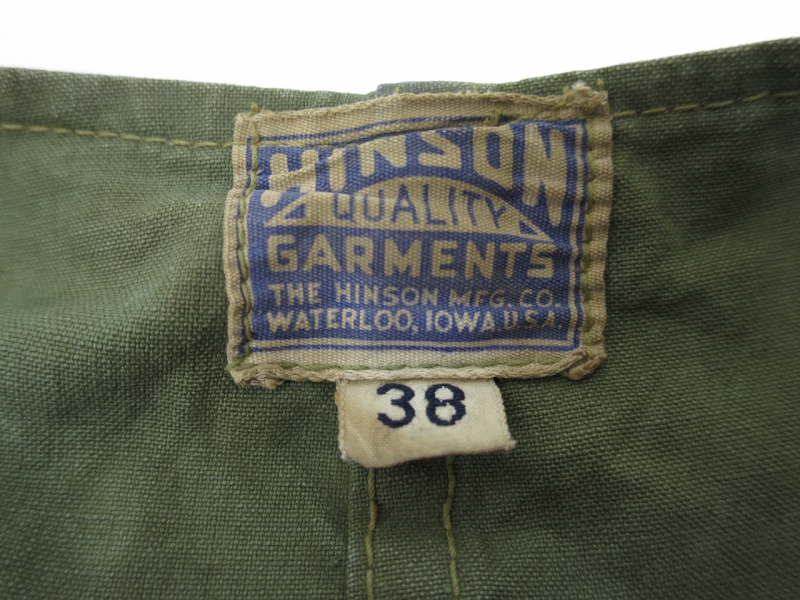 HINSON
QUALITY
GARMENTS
THE HINSON MFG. CO.
WATERLOO, IOWA, U.S.A.
38